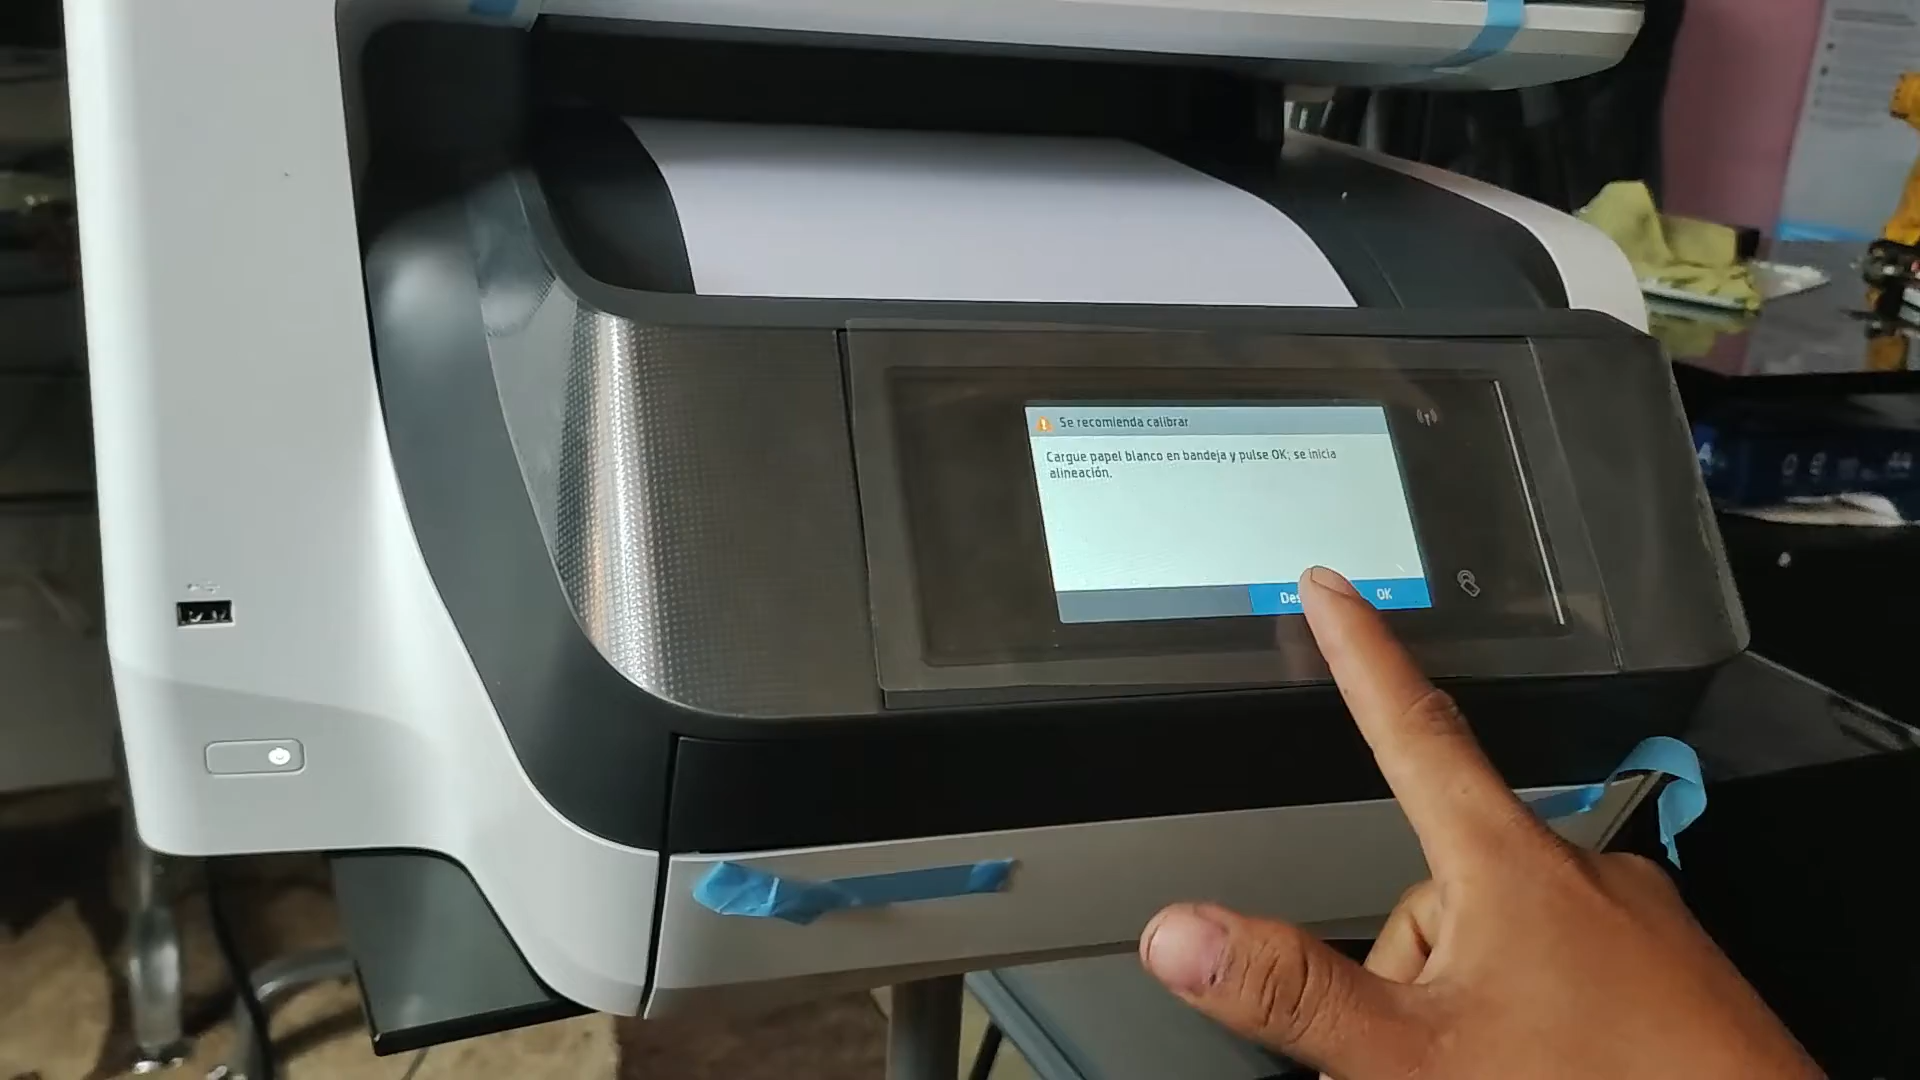 Se recomienda calibrar
Cargue papel blanco en bandeja y pulse OK; se inicia
alineación.
OK